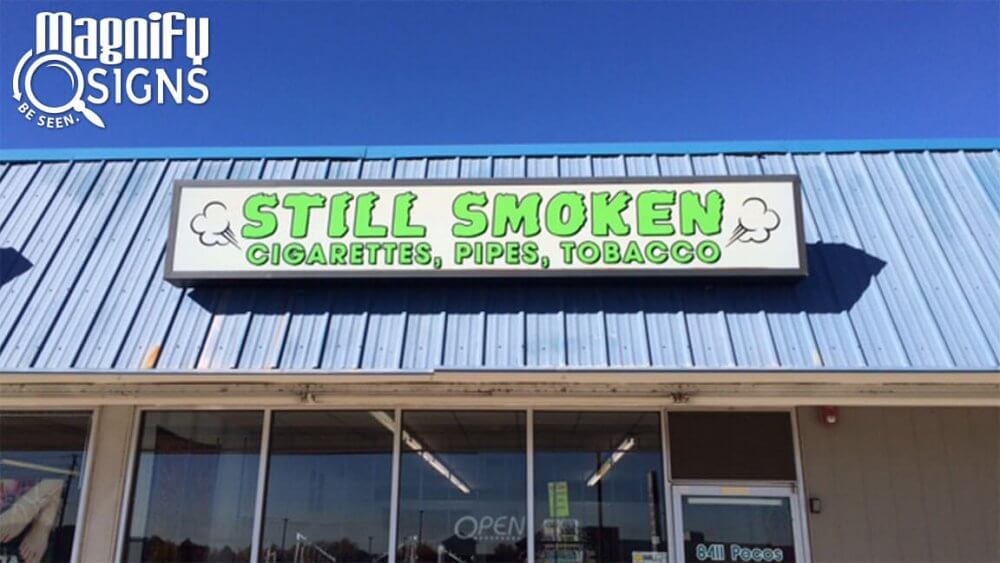 Magnify
SIGNS
BE SEEN.
STILL SMOKEN
CIGARETTES, PIPES, TOBACCO
OPEN
8411 Pecos